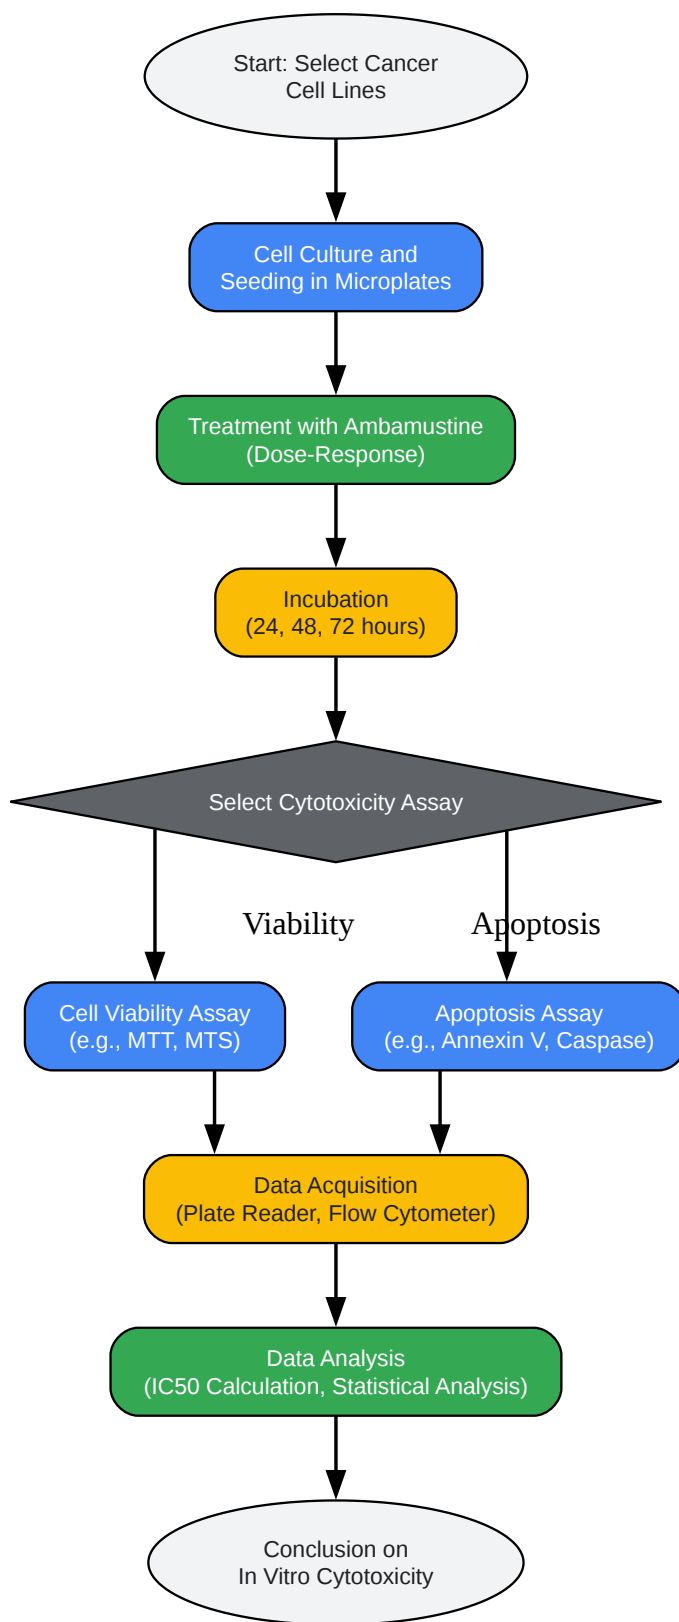 Start: Select Cancer
Cell Lines
Cell Culture and
Seeding in Microplates
Treatment with Ambamustine
(Dose-Response)
Incubation
(24, 48, 72 hours)
Select Cytotoxicity Assay
Viability
Apoptosis
Cell Viability Assay
(e.g., MTT, MTS)
Apoptosis Assay
(e.g., Annexin V, Caspase)
Data Acquisition
(Plate Reader, Flow Cytometer)
Data Analysis
(IC50 Calculation, Statistical Analysis)
Conclusion on
In Vitro Cytotoxicity